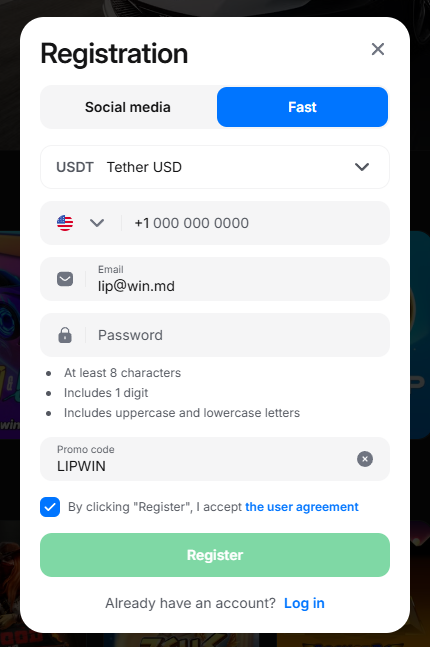 Registration
Social media
Fast
USDT Tether USD
+1 000 000 0000
Email
lip@win.md
Password
At least 8 characters
Includes 1 digit
Includes uppercase and lowercase letters
Promo code
LIPWIN
By clicking "Register", I accept the user agreement
Register
Already have an account? Log in